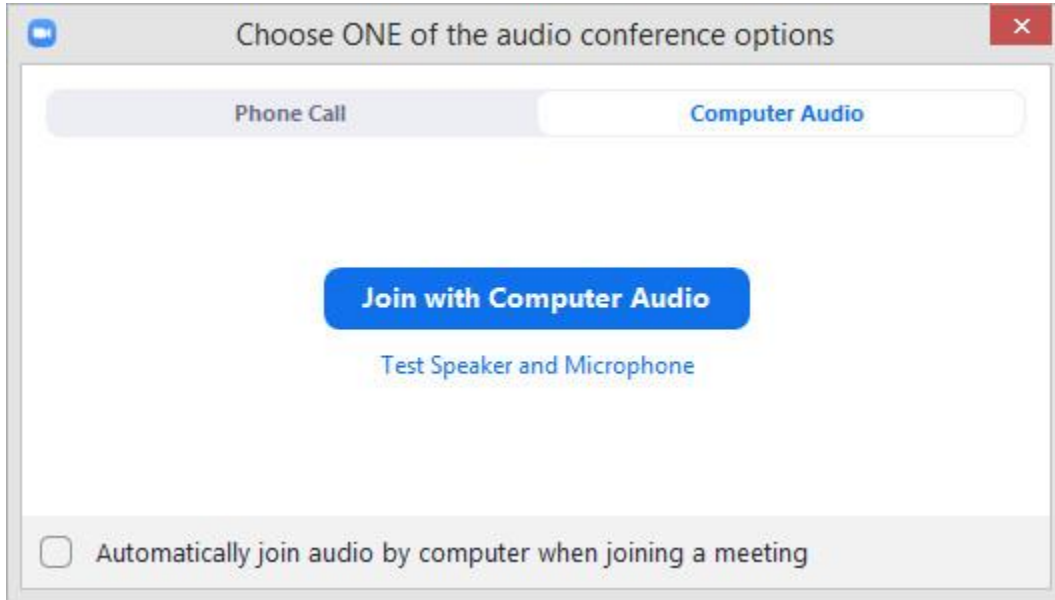 Choose ONE of the audio conference options
Phone Call
Computer Audio
Join with Computer Audio
Test Speaker and Microphone
Automatically join audio by computer when joining a meeting